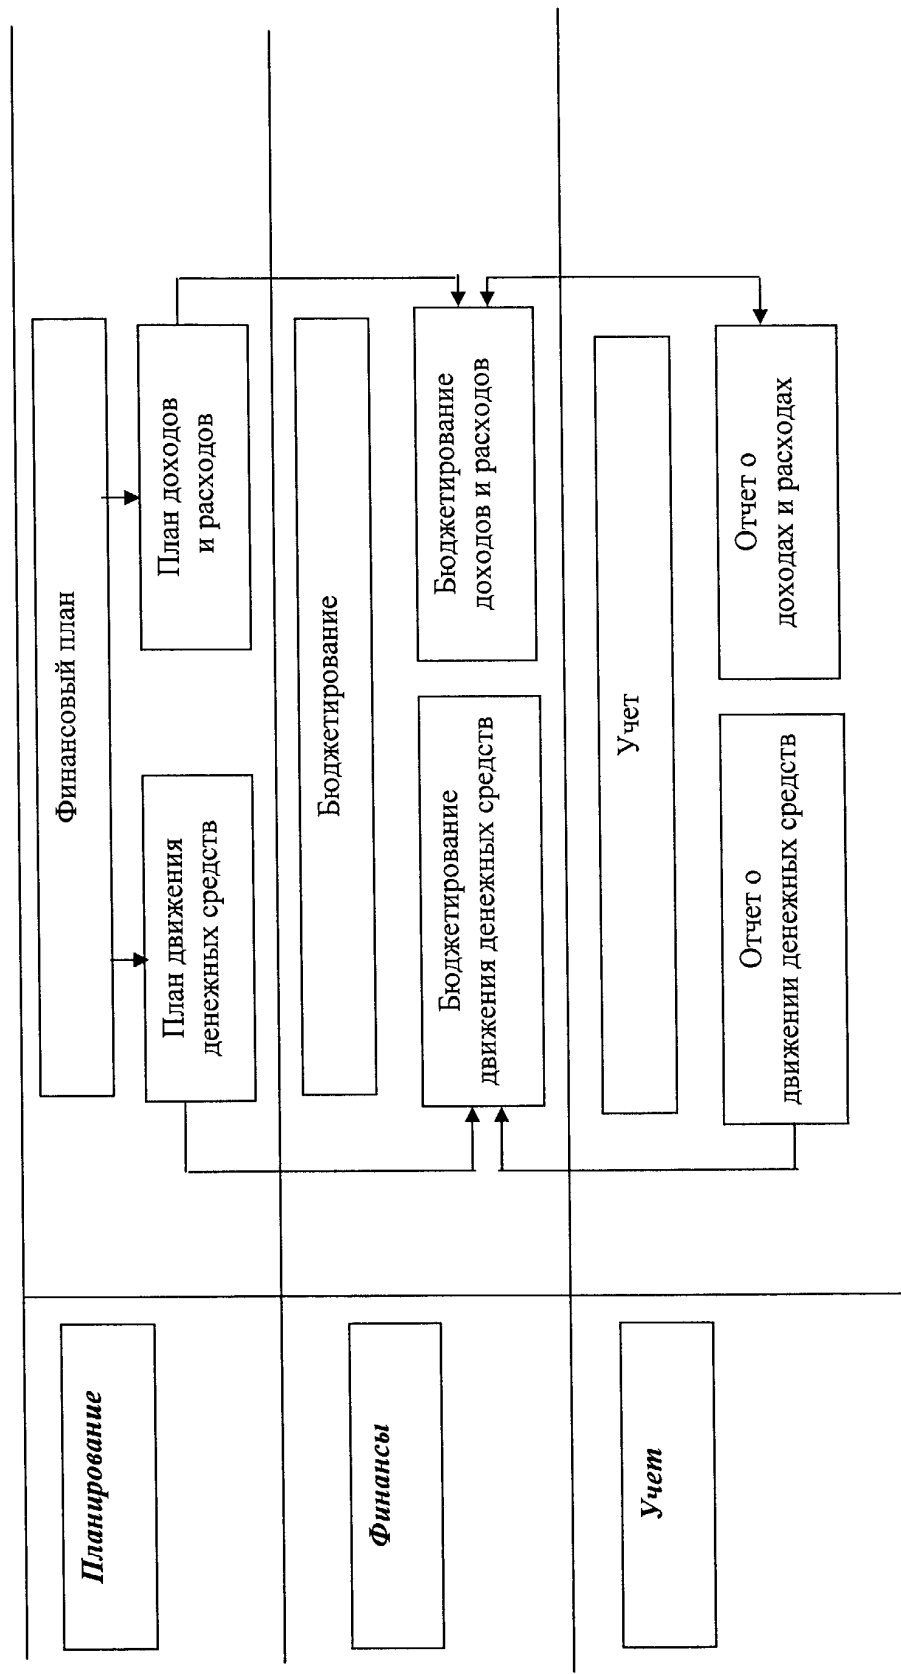 Планирование
Финансовый план
План движения
денежных средств
План доходов
и расходов
Финансы
Бюджетирование
Бюджетирование
движения денежных средств
Бюджетирование
доходов и расходов
Учет
Учет
Отчет о
движении денежных средств
Отчет о
доходах и расходах